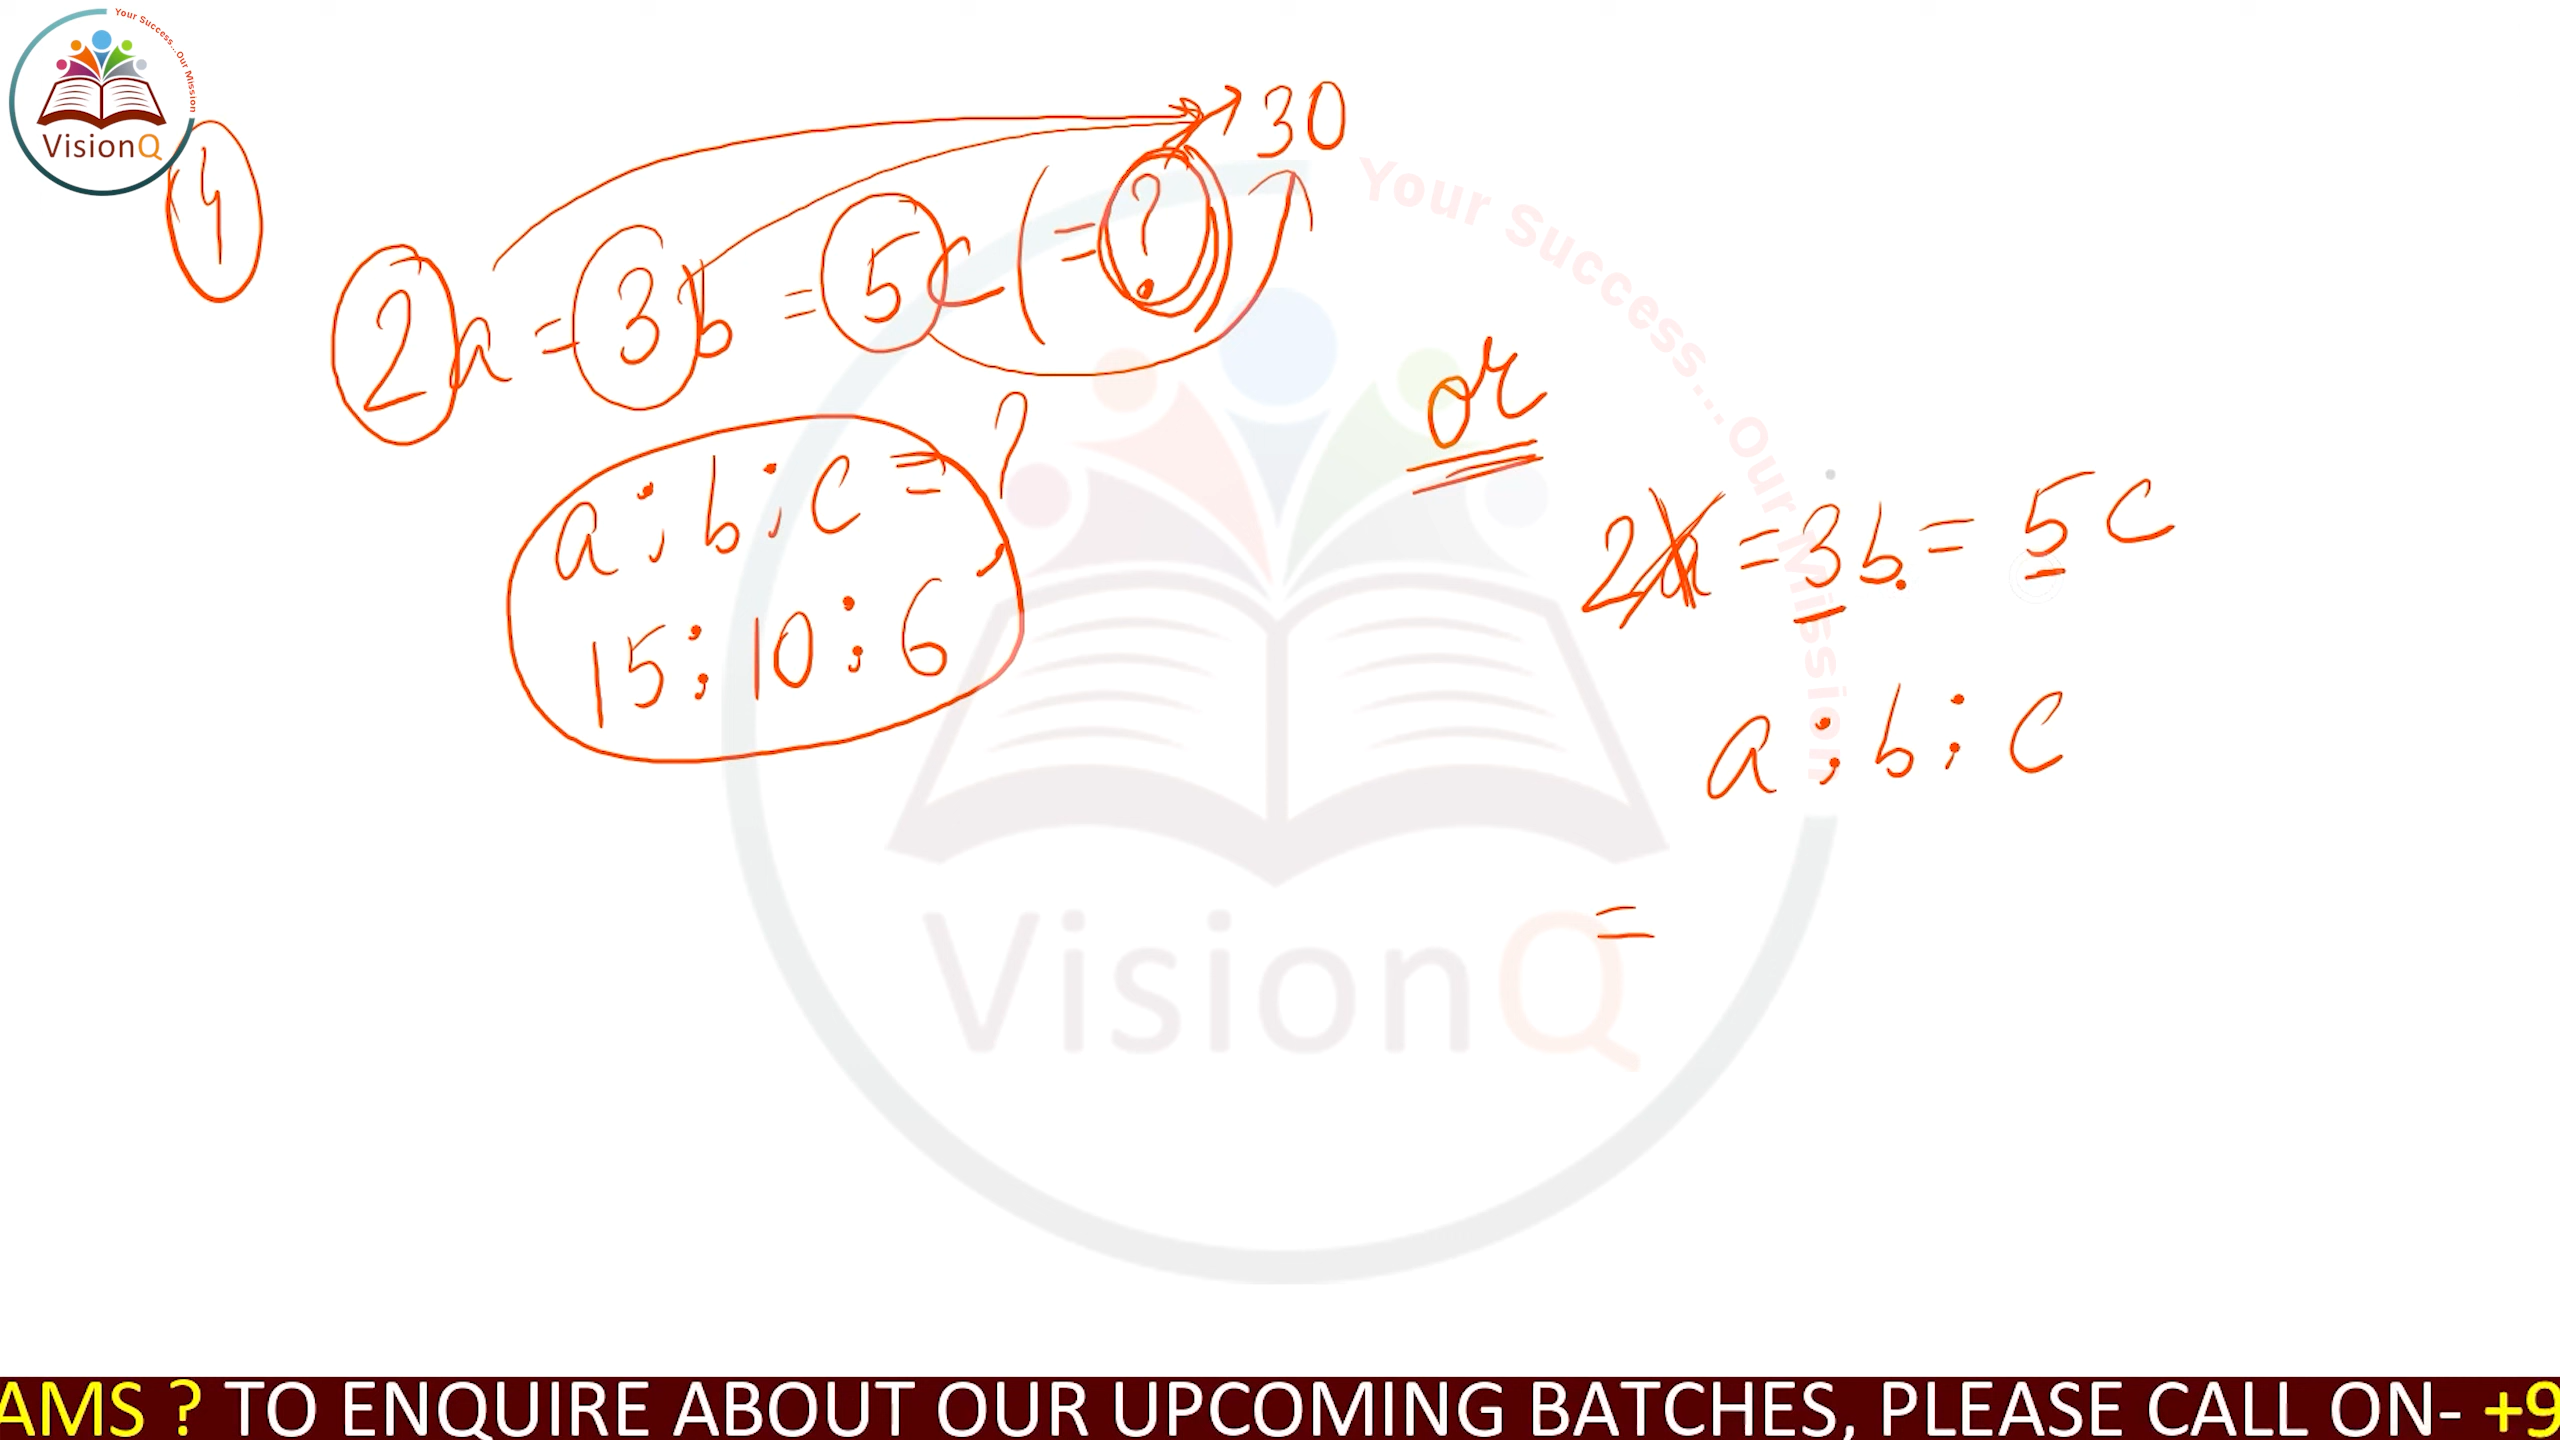 Your Success...Our Mission
VisionQ
4
2a = 3b = 5c ( = ? ) 30
a : b : c = ?
15 : 10 : 6
or
2a = 3b = 5c
a : b : c
=
Your Success...Our Mission
VisionQ
AMS ? TO ENQUIRE ABOUT OUR UPCOMING BATCHES, PLEASE CALL ON- +9